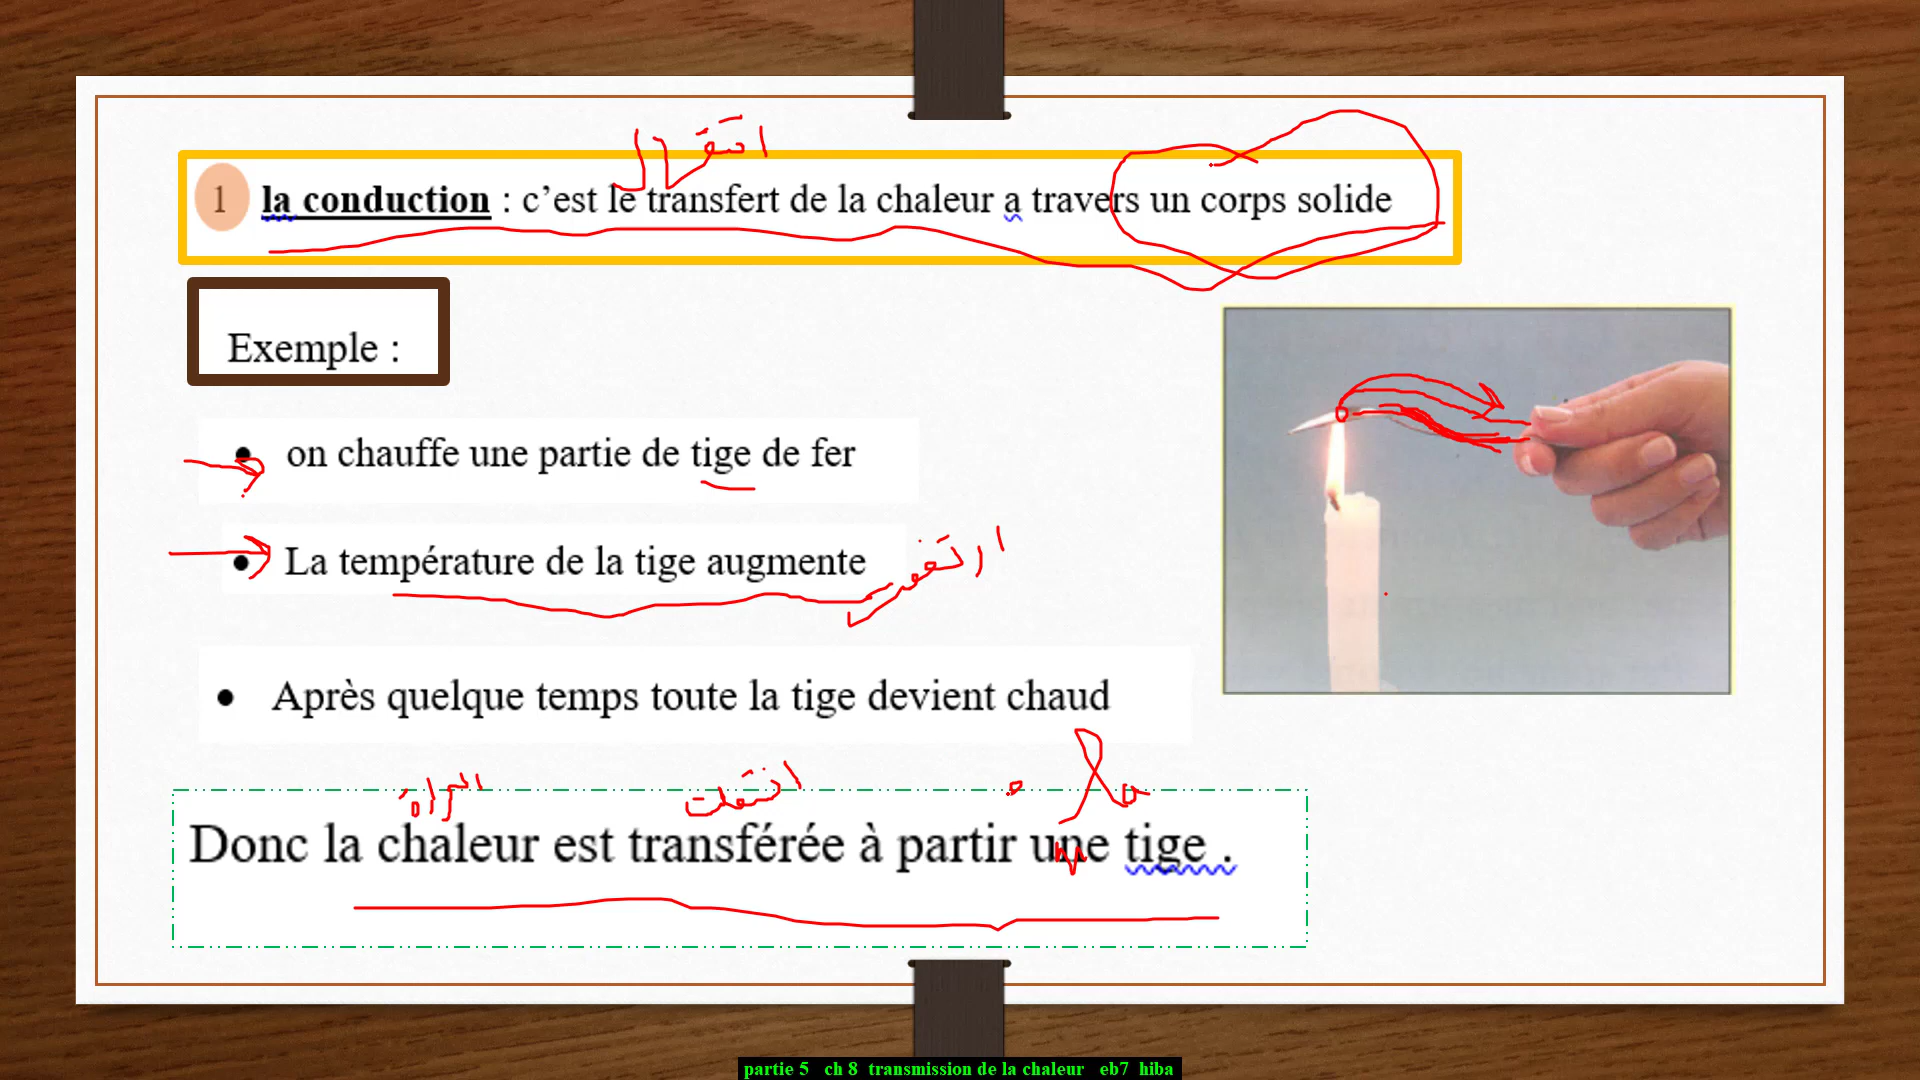 انتقال
1 la conduction : c’est le transfert de la chaleur a travers un corps solide
Exemple :
• on chauffe une partie de tige de fer
• La température de la tige augmente
• Après quelque temps toute la tige devient chaud
انتقلت
Donc la chaleur est transférée à partir une tige .
partie 5 ch 8 transmission de la chaleur eb7 hiba